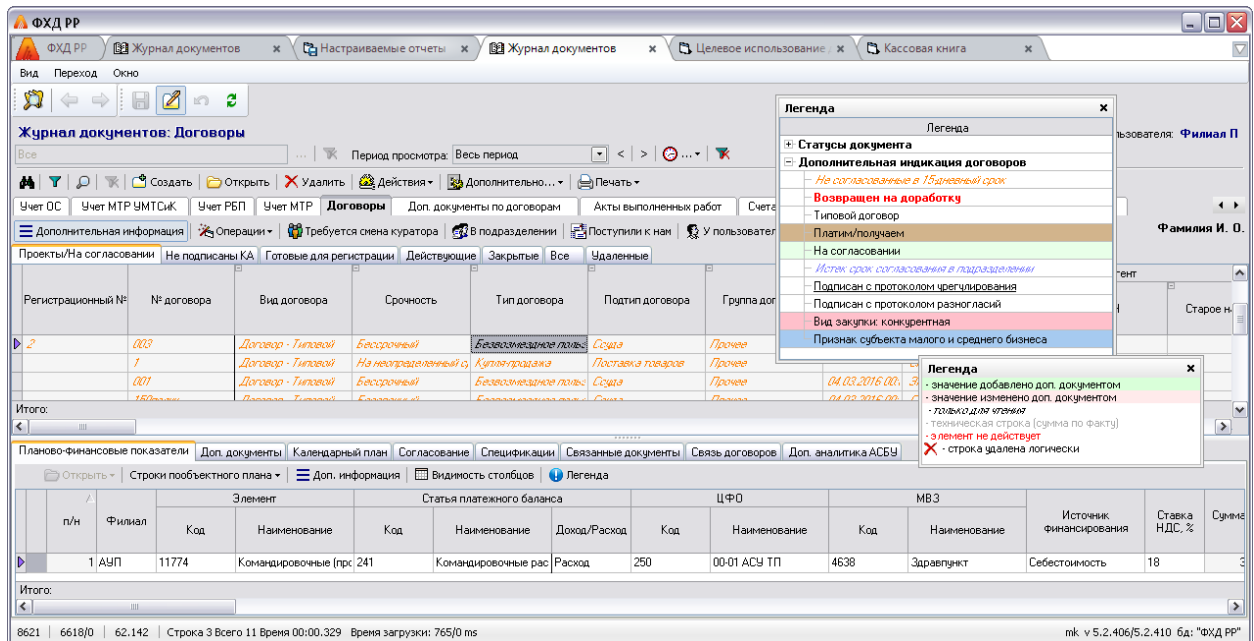 ФХД РР
ФХД РР Журнал документов Настраиваемые отчеты Журнал документов Целевое использование Кассовая книга
Вид Переход Окно
Журнал документов: Договоры
Филиал П
Все ... Период просмотра: Весь период < > ...
Создать Открыть Удалить Действия Дополнительно... Печать
Учет ОС Учет МТР УМТСиК Учет РБП Учет МТР Договоры Доп. документы по договорам Акты выполненных работ Счета
Дополнительная информация Операции Требуется смена куратора В подразделении Поступили к нам У пользовател Фамилия И. О.
Проекты/На согласовании Не подписаны КА Готовые для регистрации Действующие Закрытые Все Удаленные
Регистрационный № № договора Вид договора Срочность Тип договора Подтип договора Группа дог Старое н
2 003 Договор - Типовой Бессрочный Безвозмездное польз Ссуда Прочее
1 Договор - Типовой На неопределенный с Купля-продажа Поставка товаров Прочее
001 Договор - Типовой Бессрочный Безвозмездное польз Ссуда Прочее 04.03.2016 00:
Итого:
Легенда
Легенда
Статусы документа
Дополнительная индикация договоров
На согласованные в 15-дневный срок
Возвращен на доработку
Типовой договор
Платим/получаем
На согласовании
Истек срок согласования в подразделении
Подписан с протоколом урегулирования
Подписан с протоколом разногласий
Вид закупки: конкурентная
Признак субъекта малого и среднего бизнеса
Легенда
- значение добавлено доп. документом
- значение изменено доп. документом
- только для чтения
- техническая строка (сумма по факту)
- элемент не действует
- строка удалена логически
Планово-финансовые показатели Доп. документы Календарный план Согласование Спецификации Связанные документы Связь договоров Доп. аналитика АСБУ
Открыть Строки пообъектного плана Доп. информация Видимость столбцов Легенда
Элемент Статья платежного баланса ЦФО МВЗ
п/н Филиал Код Наименование Код Наименование Доход/Расход Код Наименование Код Наименование Источник финансирования Ставка НДС, % Сумма
1 АУП 11774 Командировочные (прс 241 Командировочные рас Расход 250 00-01 АСУ ТП 4638 Здравпункт Себестоимость 18
Итого:
8621 6618/0 62.142 Строка 3 Всего 11 Время 00:00.329 Время загрузки: 765/0 ms mk v 5.2.406/5.2.410 бд: "ФХД РР"